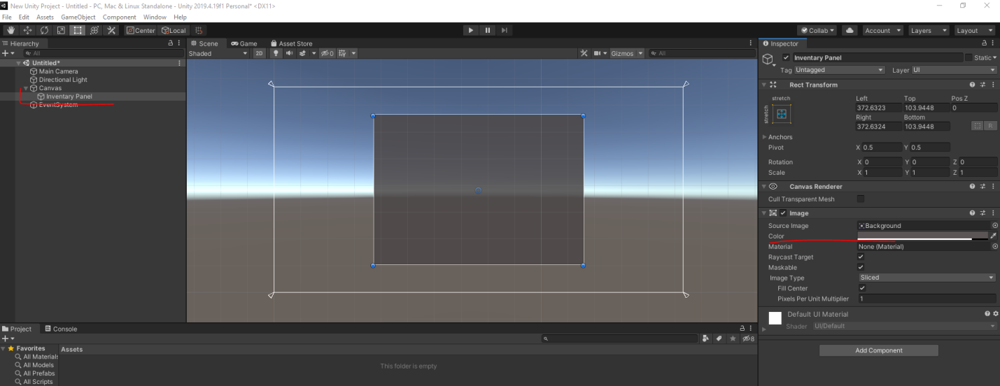 New Unity Project - Untitled - PC, Mac & Linux Standalone - Unity 2019.4.19f1 Personal* <DX11>
File Edit Assets GameObject Component Window Help
Center Local Collab Account Layers Layout
Hierarchy
All
Untitled*
Main Camera
Directional Light
Canvas
Inventary Panel
EventSystem
Scene Game Asset Store
Shaded 2D 0 Gizmos All
Inspector
Inventary Panel Static
Tag Untagged Layer UI
Rect Transform
stretch
stretch
Left Top Pos Z
372.6323 103.9448 0
Right Bottom
372.6324 103.9448 R
Anchors
Pivot X 0.5 Y 0.5
Rotation X 0 Y 0 Z 0
Scale X 1 Y 1 Z 1
Canvas Renderer
Cull Transparent Mesh
Image
Source Image Background
Color
Material None (Material)
Raycast Target
Maskable
Image Type Sliced
Fill Center
Pixels Per Unit Multiplier 1
Default UI Material
Shader UI/Default
Add Component
Project Console
8
Favorites
All Materials
All Models
All Prefabs
All Scripts
Assets
This folder is empty